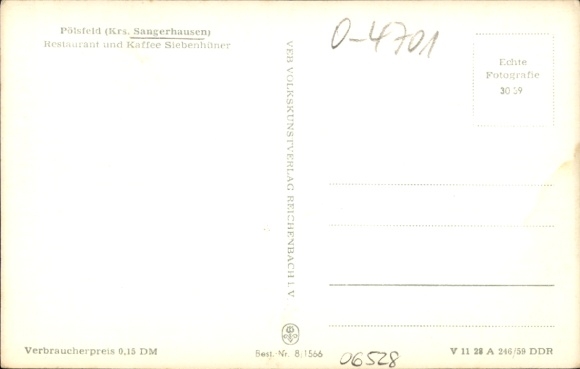 Pölsfeld (Krs. Sangerhausen)
Restaurant und Kaffee Siebenhüner
0-4701
Echte
Fotografie
30 59
VEB VOLKSKUNSTVERLAG REICHENBACH I. V.
Verbraucherpreis 0,15 DM
Best.-Nr. 8.1566
06528
V 11 28 A 246/59 DDR